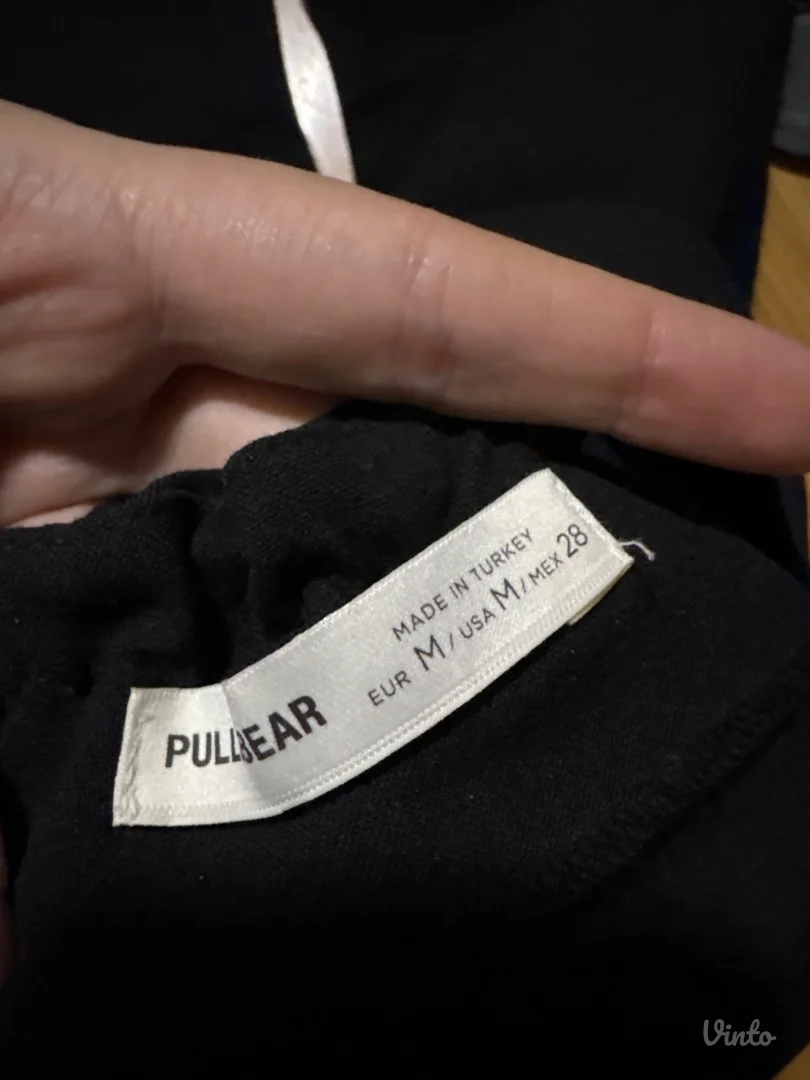 PULL&BEAR
MADE IN TURKEY
EUR M / USA M / MEX 28
Vinto